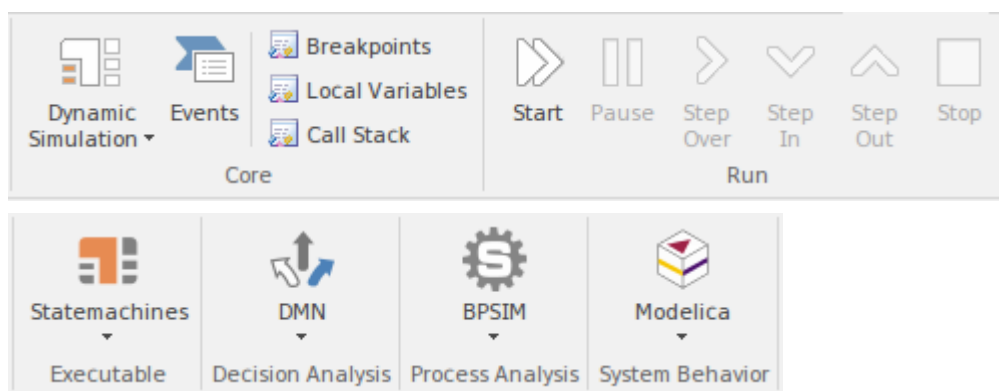 Breakpoints
Local Variables
Call Stack
Dynamic Simulation
Events
Start
Pause
Step Over
Step In
Step Out
Stop
Core
Run
Statemachines
DMN
BPSIM
Modelica
Executable
Decision Analysis
Process Analysis
System Behavior